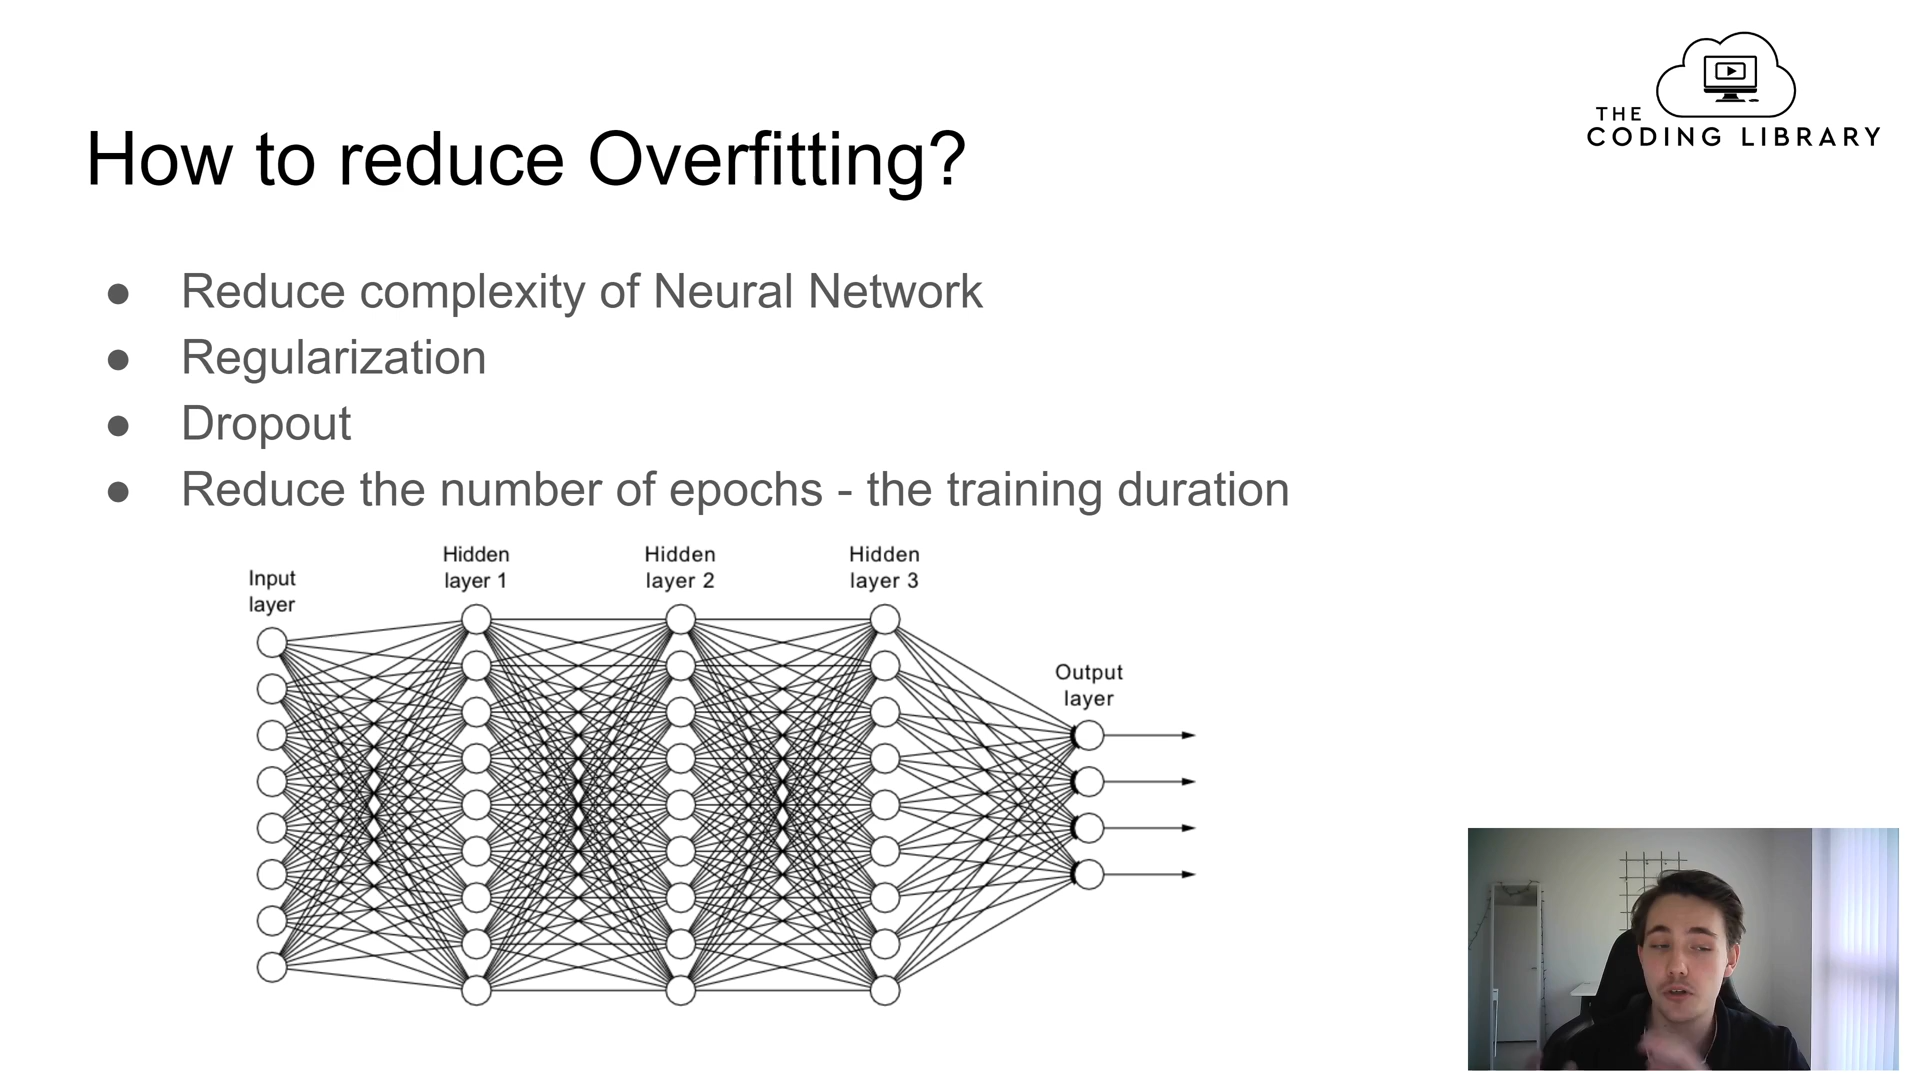 THE
CODING LIBRARY
How to reduce Overfitting?
● Reduce complexity of Neural Network
● Regularization
● Dropout
● Reduce the number of epochs - the training duration
Input
layer
Hidden
layer 1
Hidden
layer 2
Hidden
layer 3
Output
layer